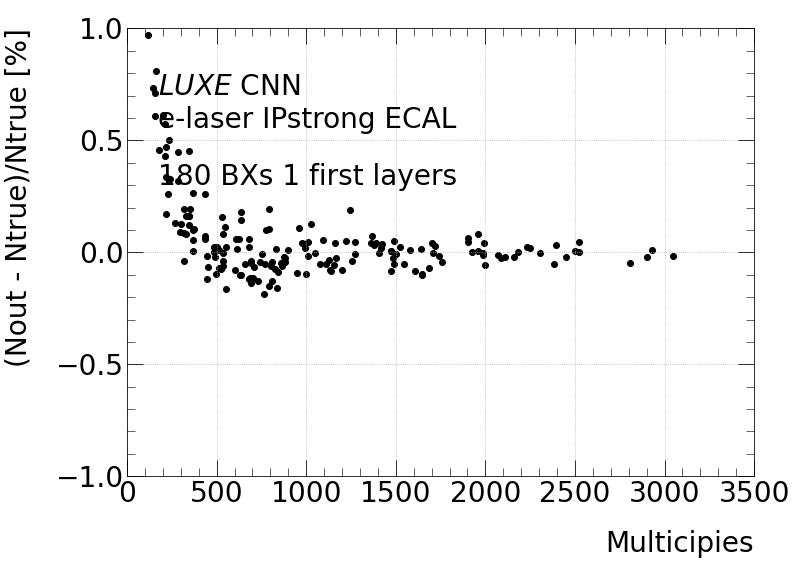 (Nout - Ntrue)/Ntrue [%]
1.0
0.5
0.0
−0.5
−1.0
LUXE CNN
e-laser IPstrong ECAL
180 BXs 1 first layers
0 500 1000 1500 2000 2500 3000 3500
Multicipies